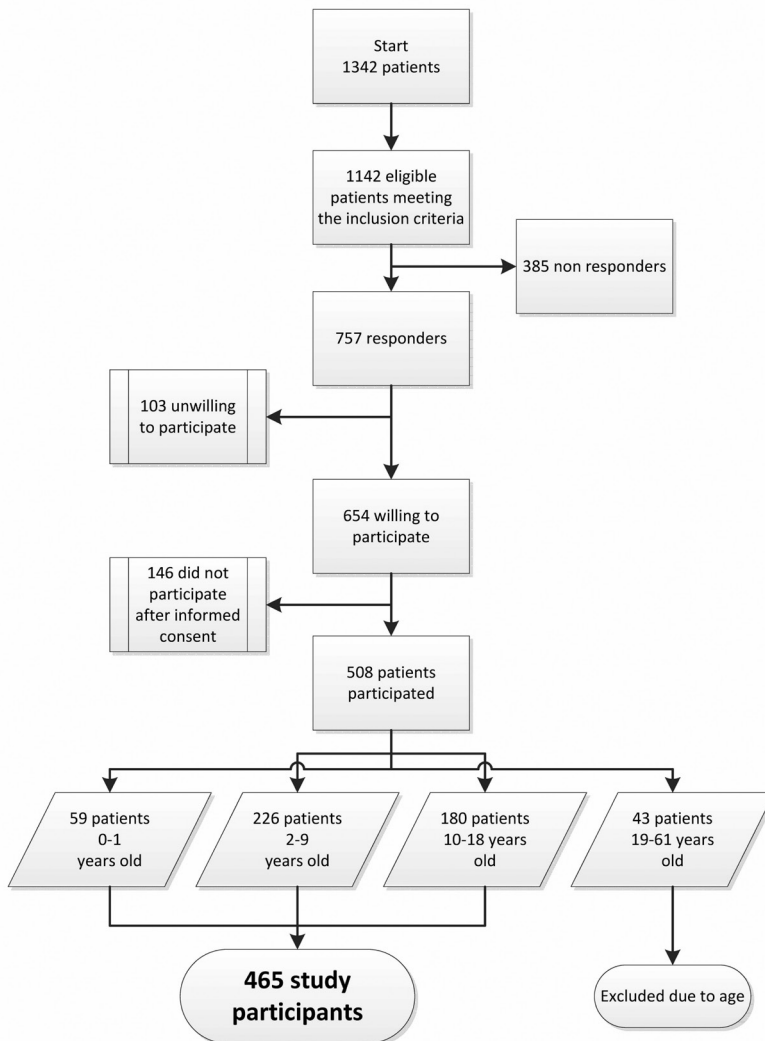 Start
1342 patients
1142 eligible
patients meeting
the inclusion criteria
385 non responders
757 responders
103 unwilling
to participate
654 willing to
participate
146 did not
participate
after informed
consent
508 patients
participated
59 patients
0-1
years old
226 patients
2-9
years old
180 patients
10-18 years
old
43 patients
19-61 years
old
465 study
participants
Excluded due to age